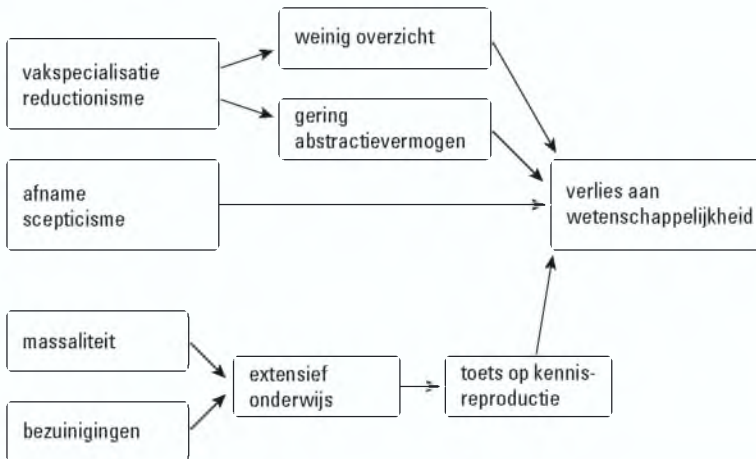 weinig overzicht
vakspecialisatie
reductionisme
gering
abstractievermogen
afname
scepticisme
verlies aan
wetenschappelijkheid
massaliteit
extensief
onderwijs
toets op kennis-
reproductie
bezuinigingen